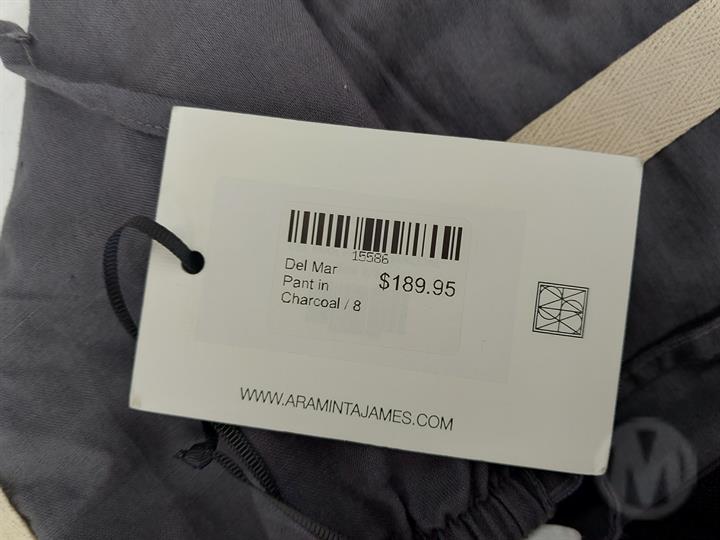 15586
Del Mar
Pant in
Charcoal / 8
$189.95
WWW.ARAMINTAJAMES.COM
M